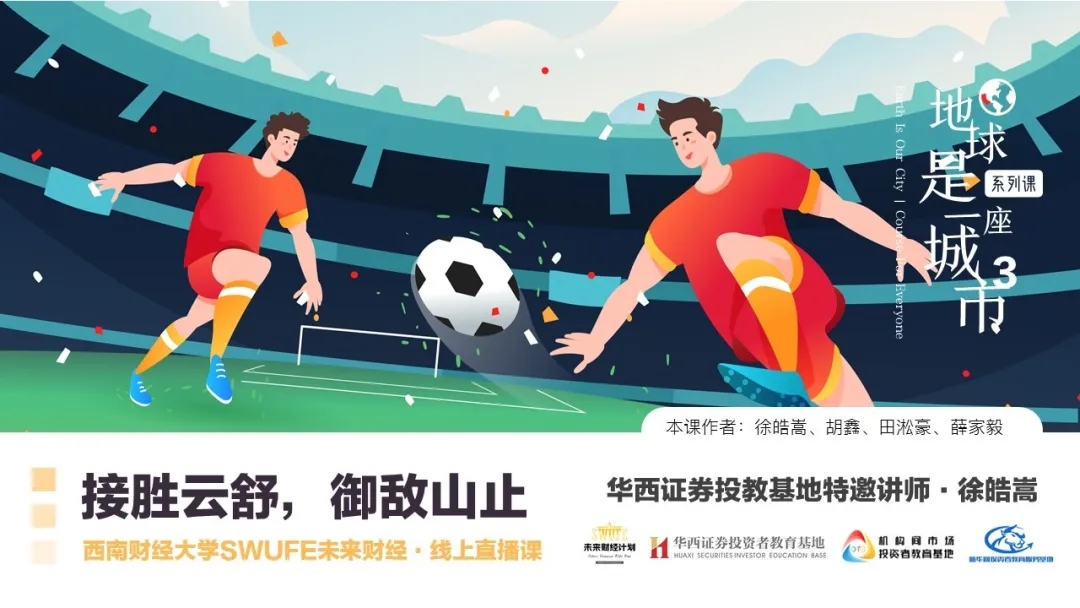 地球是一座城市
系列课
3
Earth Is Our City | Course For Everyone
本课作者：徐皓嵩、胡鑫、田淞豪、薛家毅
接胜云舒，御敌山止
西南财经大学SWUFE未来财经·线上直播课
华西证券投教基地特邀讲师·徐皓嵩
SWUFE
未来财经计划
华西证券投资者教育基地
HUAXI SECURITIES INVESTOR EDUCATION BASE
OTS
机构间市场
投资者教育基地